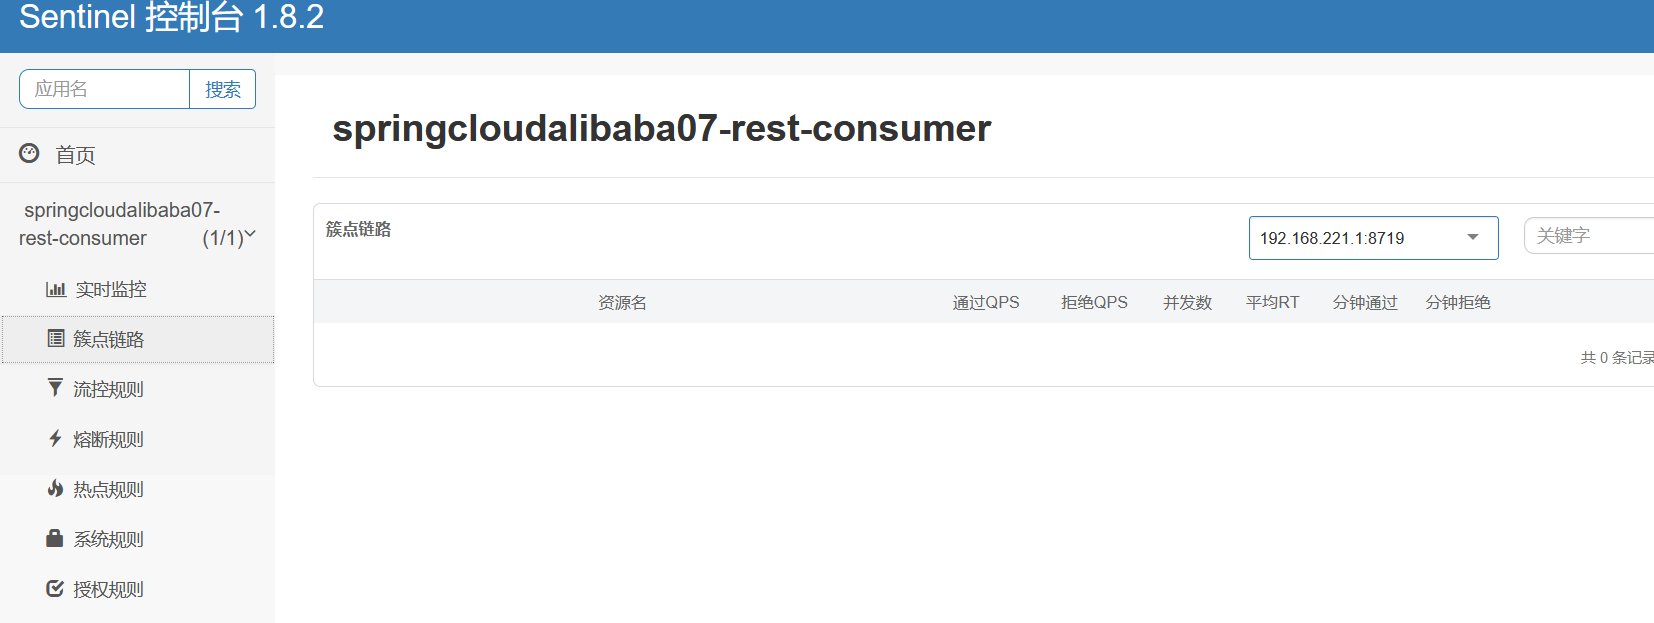 Sentinel 控制台 1.8.2
应用名
搜索
首页
springcloudalibaba07-
rest-consumer (1/1)
实时监控
簇点链路
流控规则
熔断规则
热点规则
系统规则
授权规则
springcloudalibaba07-rest-consumer
簇点链路
192.168.221.1:8719
关键字
资源名 通过QPS 拒绝QPS 并发数 平均RT 分钟通过 分钟拒绝
共 0 条记录